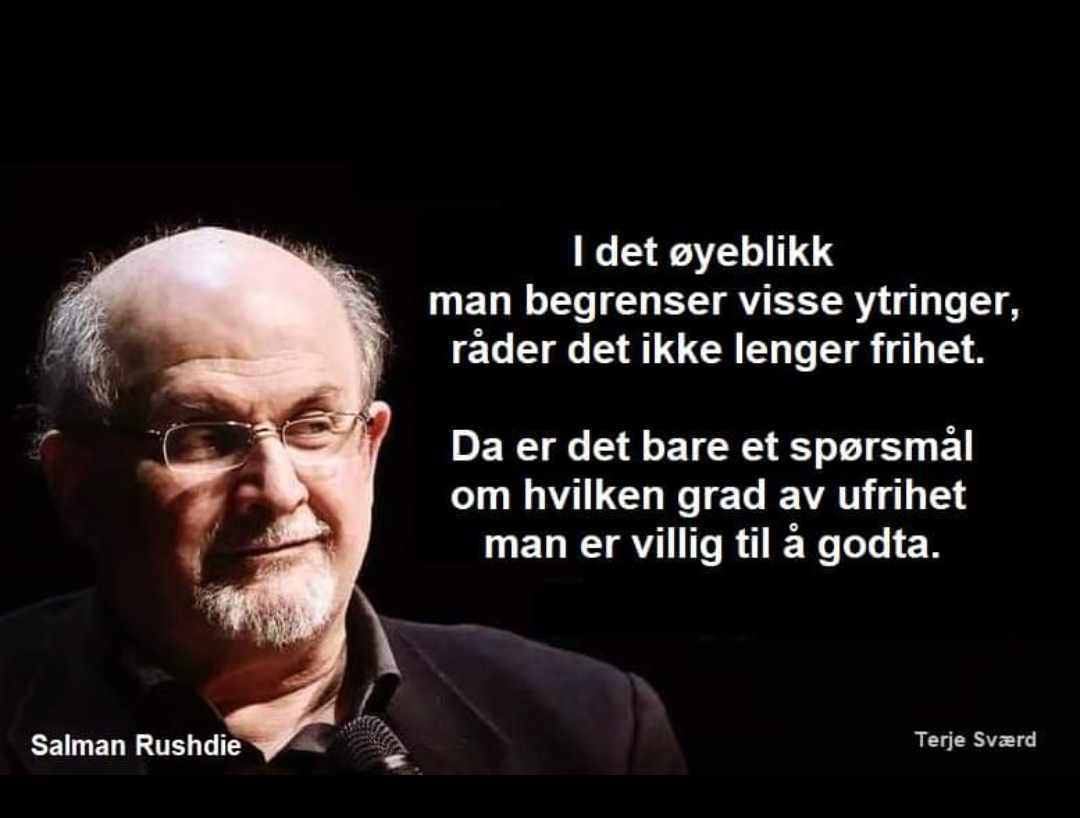 I det øyeblikk
man begrenser visse ytringer,
råder det ikke lenger frihet.
Da er det bare et spørsmål
om hvilken grad av ufrihet
man er villig til å godta.
Salman Rushdie
Terje Sværd